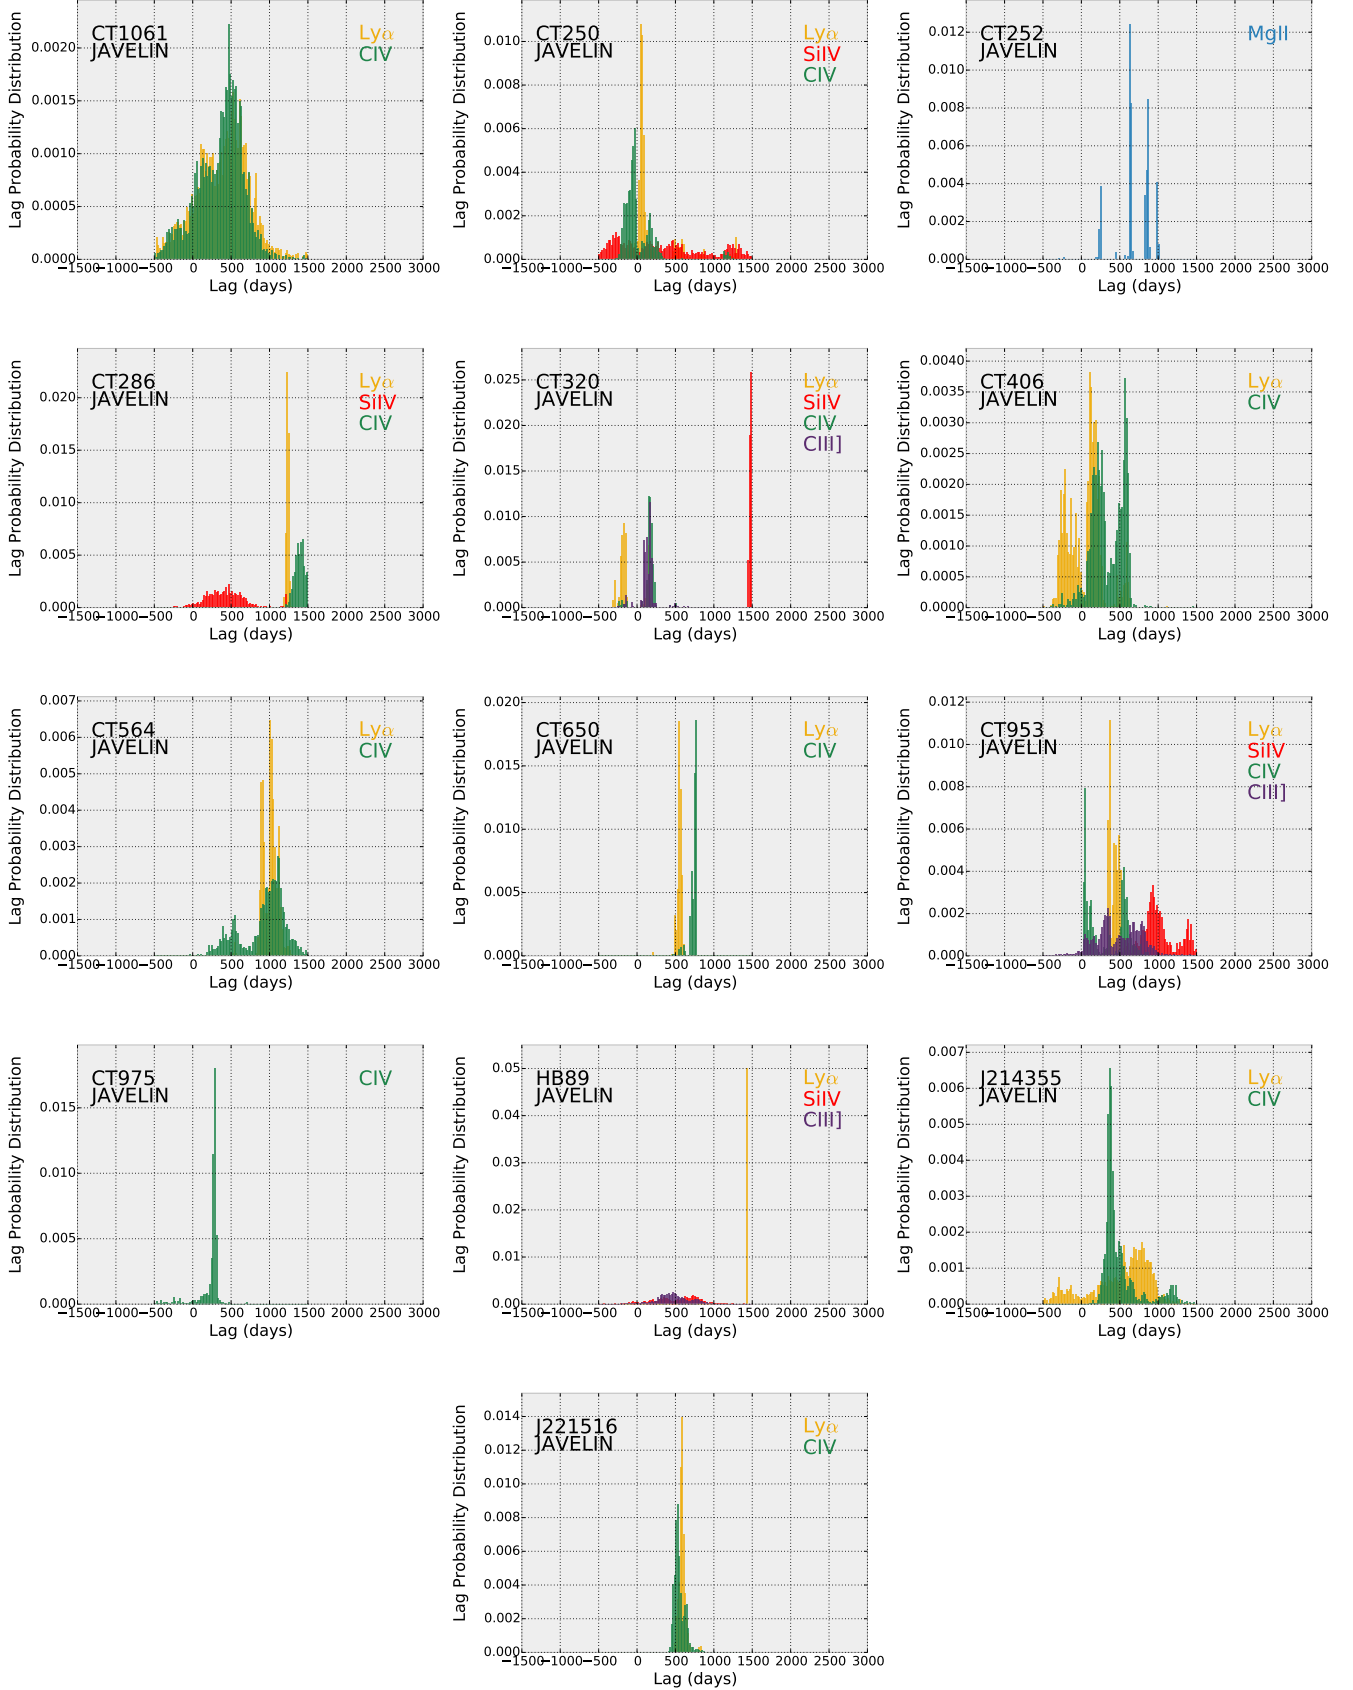 CT1061
JAVELIN
Lyα
CIV
Lag Probability Distribution
0.0020
0.0015
0.0010
0.0005
0.0000
−1500−1000 −500 0 500 1000 1500 2000 2500 3000
Lag (days)
CT250
JAVELIN
Lyα
SiIV
CIV
Lag Probability Distribution
0.010
0.008
0.006
0.004
0.002
0.000
−1500−1000 −500 0 500 1000 1500 2000 2500 3000
Lag (days)
CT252
JAVELIN
MgII
Lag Probability Distribution
0.012
0.010
0.008
0.006
0.004
0.002
0.000
−1500−1000 −500 0 500 1000 1500 2000 2500 3000
Lag (days)
CT286
JAVELIN
Lyα
SiIV
CIV
Lag Probability Distribution
0.020
0.015
0.010
0.005
0.000
−1500−1000 −500 0 500 1000 1500 2000 2500 3000
Lag (days)
CT320
JAVELIN
Lyα
SiIV
CIV
CIII]
Lag Probability Distribution
0.025
0.020
0.015
0.010
0.005
0.000
−1500−1000 −500 0 500 1000 1500 2000 2500 3000
Lag (days)
CT406
JAVELIN
Lyα
CIV
Lag Probability Distribution
0.0040
0.0035
0.0030
0.0025
0.0020
0.0015
0.0010
0.0005
0.0000
−1500−1000 −500 0 500 1000 1500 2000 2500 3000
Lag (days)
CT564
JAVELIN
Lyα
CIV
Lag Probability Distribution
0.007
0.006
0.005
0.004
0.003
0.002
0.001
0.000
−1500−1000 −500 0 500 1000 1500 2000 2500 3000
Lag (days)
CT650
JAVELIN
Lyα
CIV
Lag Probability Distribution
0.020
0.015
0.010
0.005
0.000
−1500−1000 −500 0 500 1000 1500 2000 2500 3000
Lag (days)
CT953
JAVELIN
Lyα
SiIV
CIV
CIII]
Lag Probability Distribution
0.012
0.010
0.008
0.006
0.004
0.002
0.000
−1500−1000 −500 0 500 1000 1500 2000 2500 3000
Lag (days)
CT975
JAVELIN
CIV
Lag Probability Distribution
0.015
0.010
0.005
0.000
−1500−1000 −500 0 500 1000 1500 2000 2500 3000
Lag (days)
HB89
JAVELIN
Lyα
SiIV
CIII]
Lag Probability Distribution
0.05
0.04
0.03
0.02
0.01
0.00
−1500−1000 −500 0 500 1000 1500 2000 2500 3000
Lag (days)
J214355
JAVELIN
Lyα
CIV
Lag Probability Distribution
0.007
0.006
0.005
0.004
0.003
0.002
0.001
0.000
−1500−1000 −500 0 500 1000 1500 2000 2500 3000
Lag (days)
J221516
JAVELIN
Lyα
CIV
Lag Probability Distribution
0.014
0.012
0.010
0.008
0.006
0.004
0.002
0.000
−1500−1000 −500 0 500 1000 1500 2000 2500 3000
Lag (days)